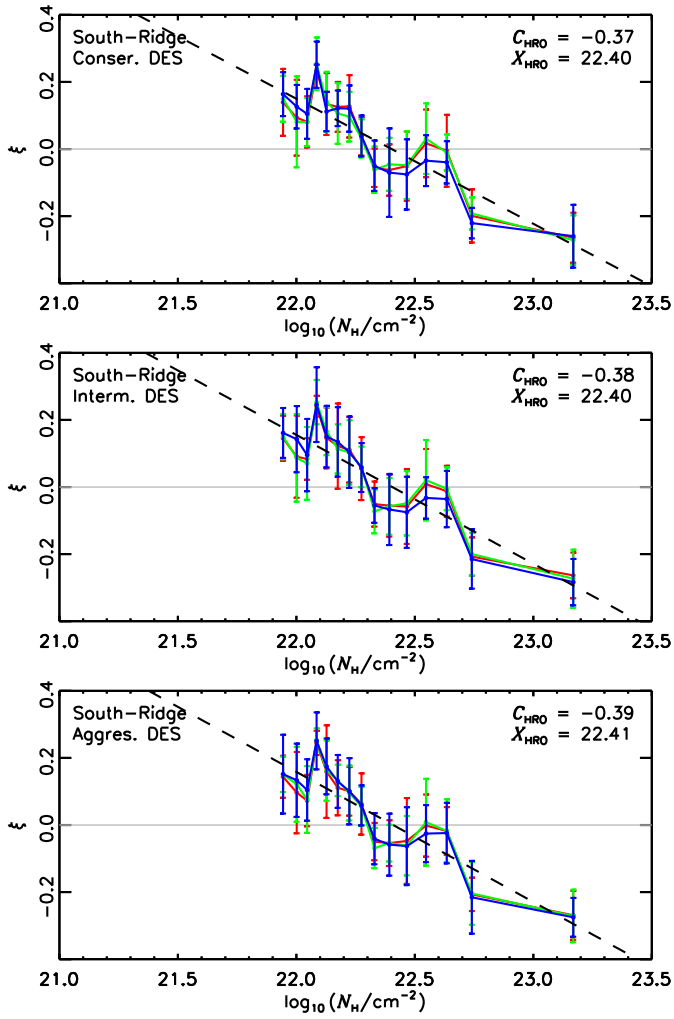 0.4
South-Ridge
C_HRO = -0.37
Conser. DES
X_HRO = 22.40
0.2
ξ
0.0
-0.2
21.0 21.5 22.0 22.5 23.0 23.5
log₁₀(N_H/cm⁻²)
0.4
South-Ridge
C_HRO = -0.38
Interm. DES
X_HRO = 22.40
0.2
ξ
0.0
-0.2
21.0 21.5 22.0 22.5 23.0 23.5
log₁₀(N_H/cm⁻²)
0.4
South-Ridge
C_HRO = -0.39
Aggres. DES
X_HRO = 22.41
0.2
ξ
0.0
-0.2
21.0 21.5 22.0 22.5 23.0 23.5
log₁₀(N_H/cm⁻²)